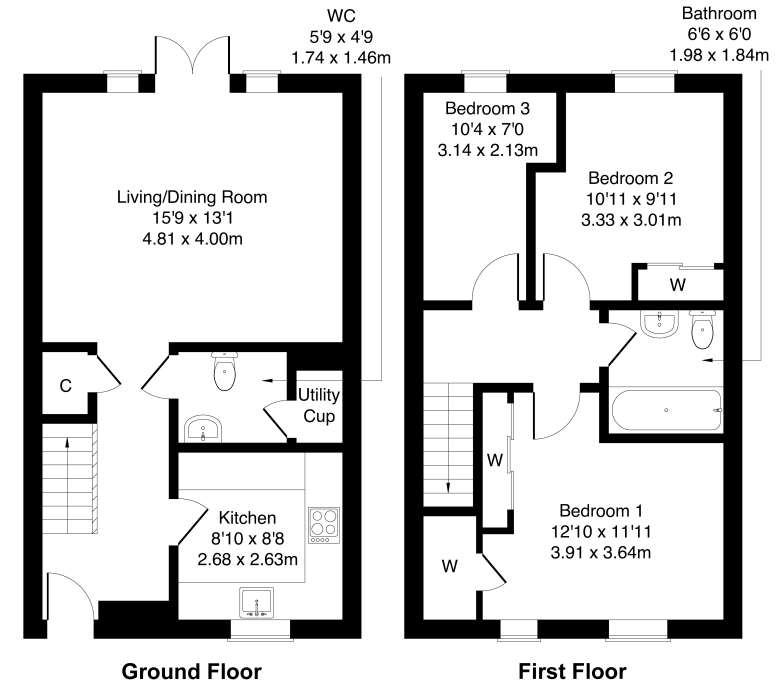 WC
5'9 x 4'9
1.74 x 1.46m
Bathroom
6'6 x 6'0
1.98 x 1.84m
Living/Dining Room
15'9 x 13'1
4.81 x 4.00m
C
Utility
Cup
Kitchen
8'10 x 8'8
2.68 x 2.63m
Ground Floor
Bedroom 3
10'4 x 7'0
3.14 x 2.13m
Bedroom 2
10'11 x 9'11
3.33 x 3.01m
W
W
Bedroom 1
12'10 x 11'11
3.91 x 3.64m
W
First Floor